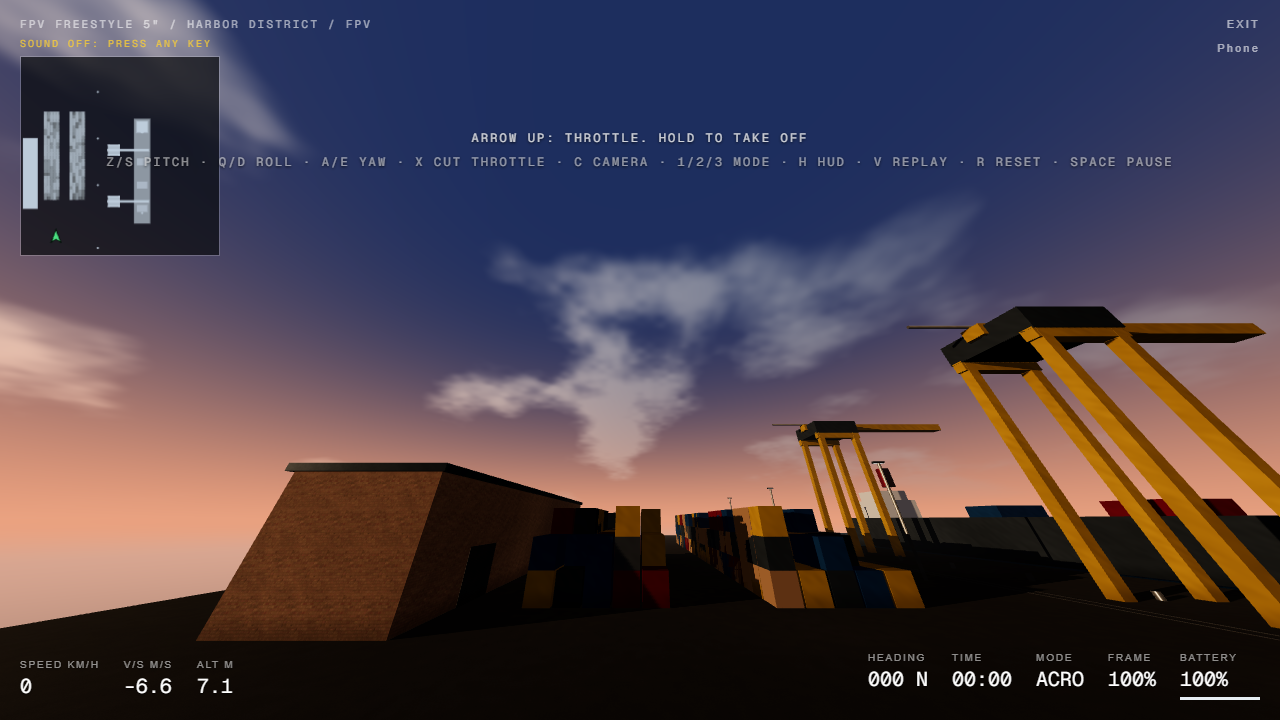 FPV FREESTYLE 5" / HARBOR DISTRICT / FPV
EXIT
SOUND OFF: PRESS ANY KEY
Phone
ARROW UP: THROTTLE. HOLD TO TAKE OFF
Z/S PITCH · Q/D ROLL · A/E YAW · X CUT THROTTLE · C CAMERA · 1/2/3 MODE · H HUD · V REPLAY · R RESET · SPACE PAUSE
SPEED KM/H V/S M/S ALT M
0 -6.6 7.1
HEADING TIME MODE FRAME BATTERY
000 N 00:00 ACRO 100% 100%